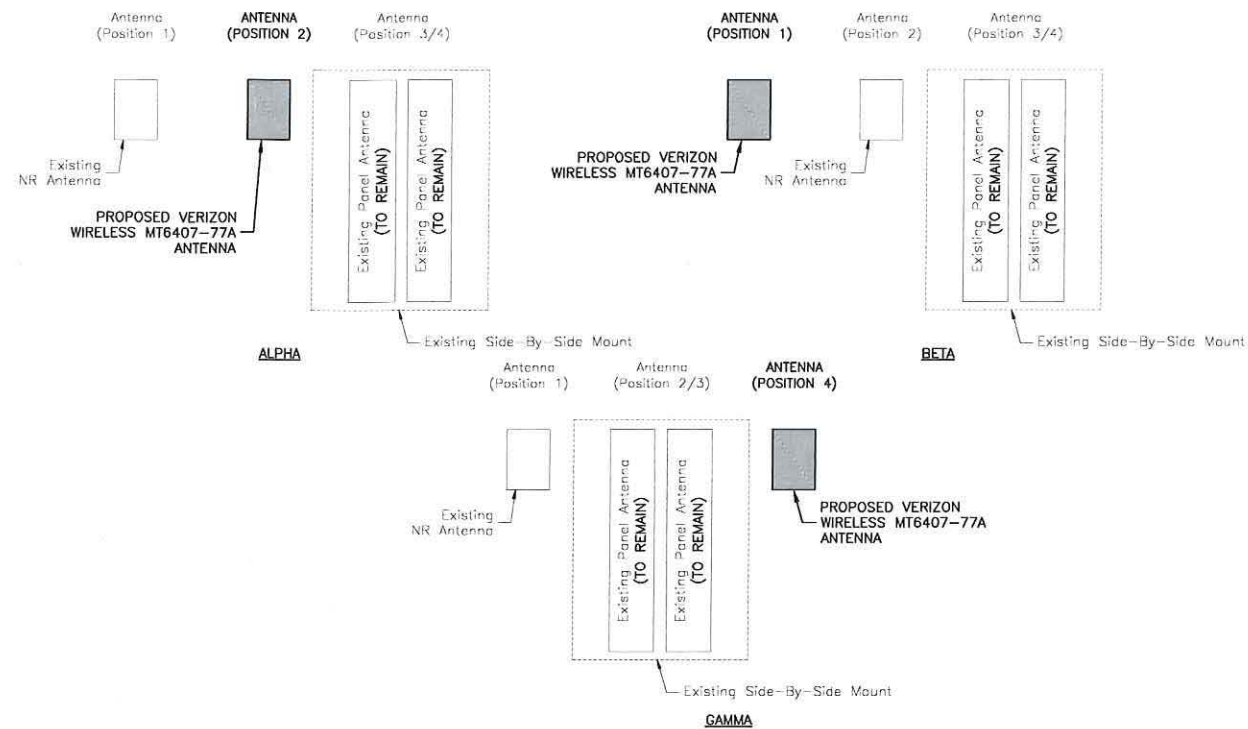 Antenna
(Position 1)
ANTENNA
(POSITION 2)
Antenna
(Position 3/4)
Existing
NR Antenna
PROPOSED VERIZON
WIRELESS MT6407-77A
ANTENNA
Existing Panel Antenna
(TO REMAIN)
Existing Panel Antenna
(TO REMAIN)
Existing Side-By-Side Mount
ALPHA
ANTENNA
(POSITION 1)
Antenna
(Position 2)
Antenna
(Position 3/4)
PROPOSED VERIZON
WIRELESS MT6407-77A
ANTENNA
Existing
NR Antenna
Existing Panel Antenna
(TO REMAIN)
Existing Panel Antenna
(TO REMAIN)
Existing Side-By-Side Mount
BETA
Antenna
(Position 1)
Antenna
(Position 2/3)
ANTENNA
(POSITION 4)
Existing
NR Antenna
Existing Panel Antenna
(TO REMAIN)
Existing Panel Antenna
(TO REMAIN)
PROPOSED VERIZON
WIRELESS MT6407-77A
ANTENNA
Existing Side-By-Side Mount
GAMMA